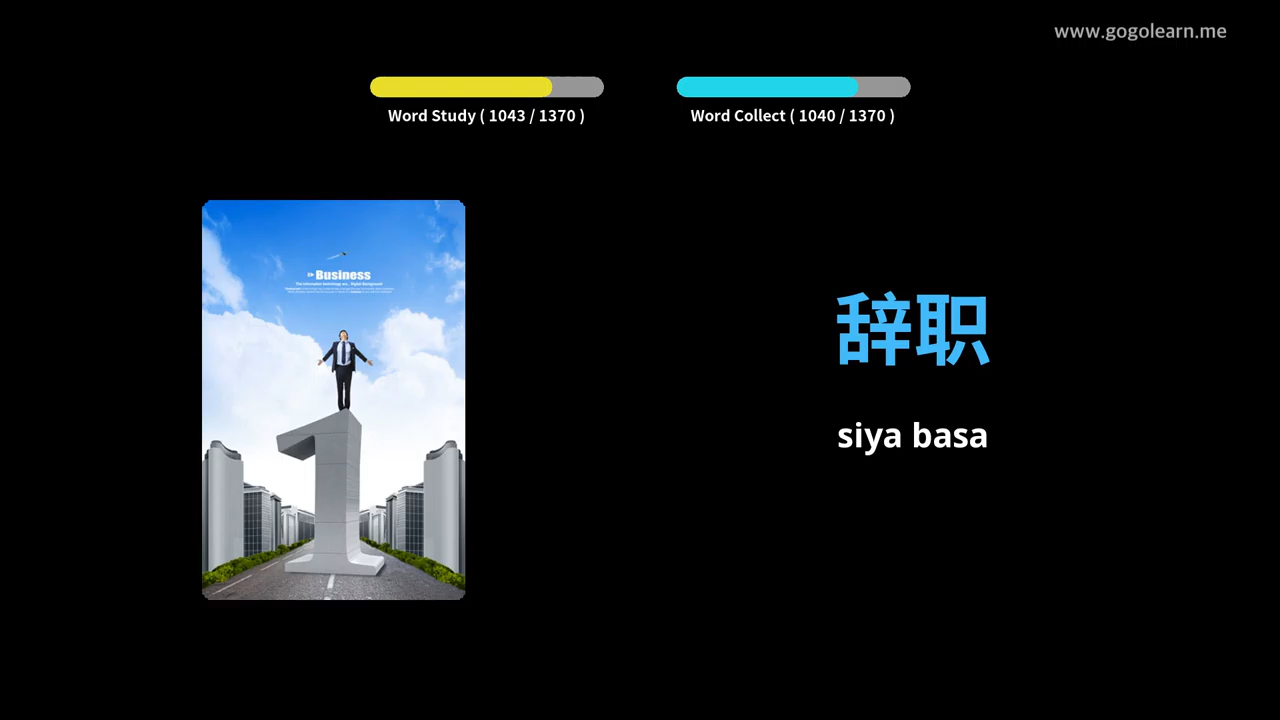 www.gogolearn.me
Word Study ( 1043 / 1370 )
Word Collect ( 1040 / 1370 )
Business
辞职
siya basa